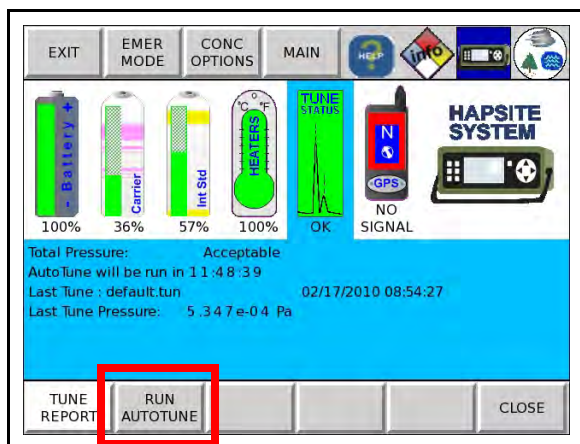 EXIT
EMER
MODE
CONC
OPTIONS
MAIN
HELP
info
- Battery +
Carrier
Int Std
°C °F
HEATERS
TUNE
STATUS
N
GPS
HAPSITE
SYSTEM
100%
36%
57%
100%
OK
NO
SIGNAL
Total Pressure: Acceptable
AutoTune will be run in 11:48:39
Last Tune : default.tun 02/17/2010 08:54:27
Last Tune Pressure: 5.347e-04 Pa
TUNE
REPORT
RUN
AUTOTUNE
CLOSE